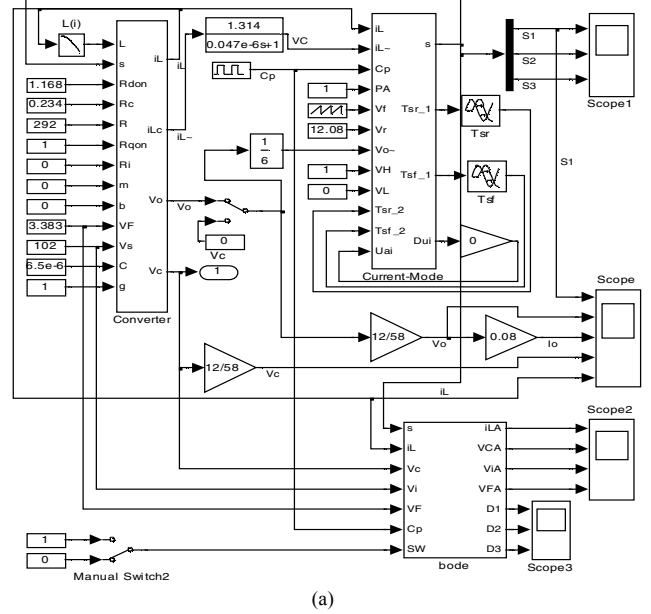 L(i)
L
s
Rdon
Rc
R
Rqon
Ri
m
b
VF
Vs
C
g
1.168
0.234
292
1
0
0
0
3.383
102
6.5e-6
1
iL
iL
iLc
iL~
Vo
Vo
Vc
Converter
1.314
0.047e-6s+1
VC
Cp
1
12.08
1
6
1
0
0
Vc
1
iL
iL~
Cp
PA
Vf
Vr
Vo~
VH
VL
Tsr_2
Tsf_2
Uai
s
Tsr_1
Tsf_1
Dui
Current-Mode
Tsr
Tsf
0
S1
S2
S3
Scope1
S1
Scope
12/58
Vo
0.08
Io
12/58
Vc
iL
s
iL
Vc
Vi
VF
Cp
SW
iLA
VCA
ViA
VFA
D1
D2
D3
bode
Scope2
Scope3
1
0
Manual Switch2
(a)